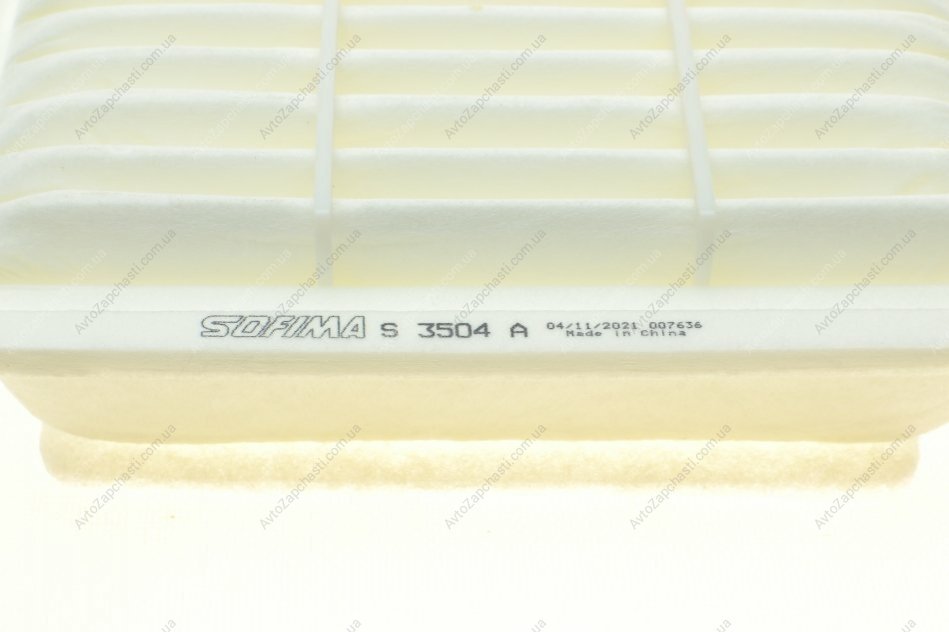 SOFIMA S 3504 A 04/11/2021 007636
Made in China
AvtoZapchasti.com.ua